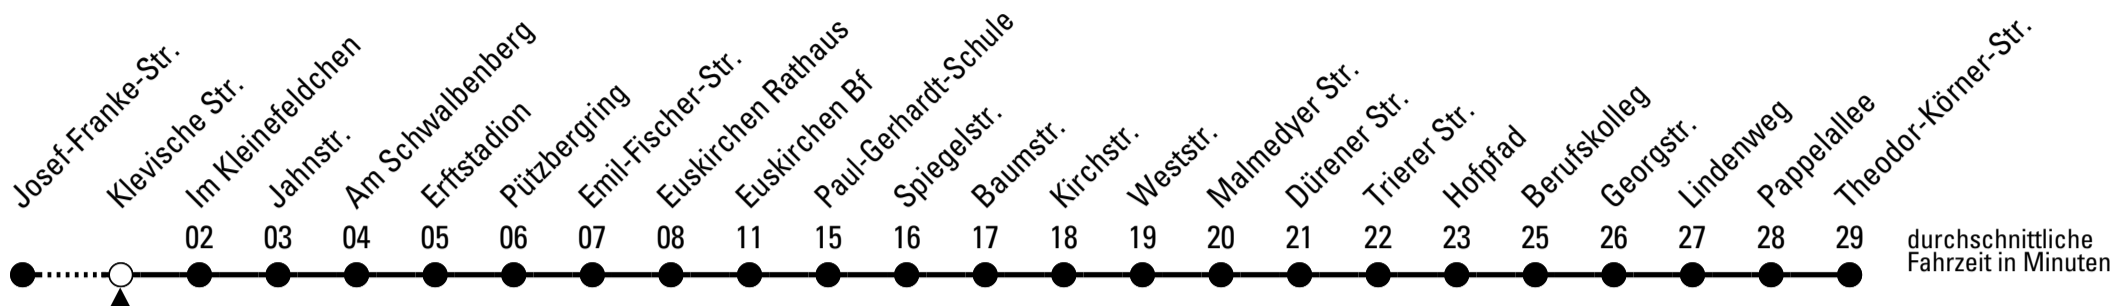 Josef-Franke-Str.
Klevische Str.
Im Kleinefeldchen
Jahnstr.
Am Schwalbenberg
Erftstadion
Pützbergring
Emil-Fischer-Str.
Euskirchen Rathaus
Euskirchen Bf
Paul-Gerhardt-Schule
Spiegelstr.
Baumstr.
Kirchstr.
Weststr.
Malmedyer Str.
Dürener Str.
Trierer Str.
Hofpfad
Berufskolleg
Georgstr.
Lindenweg
Pappelallee
Theodor-Körner-Str.
02 03 04 05 06 07 08 11 15 16 17 18 19 20 21 22 23 25 26 27 28 29
durchschnittliche
Fahrzeit in Minuten